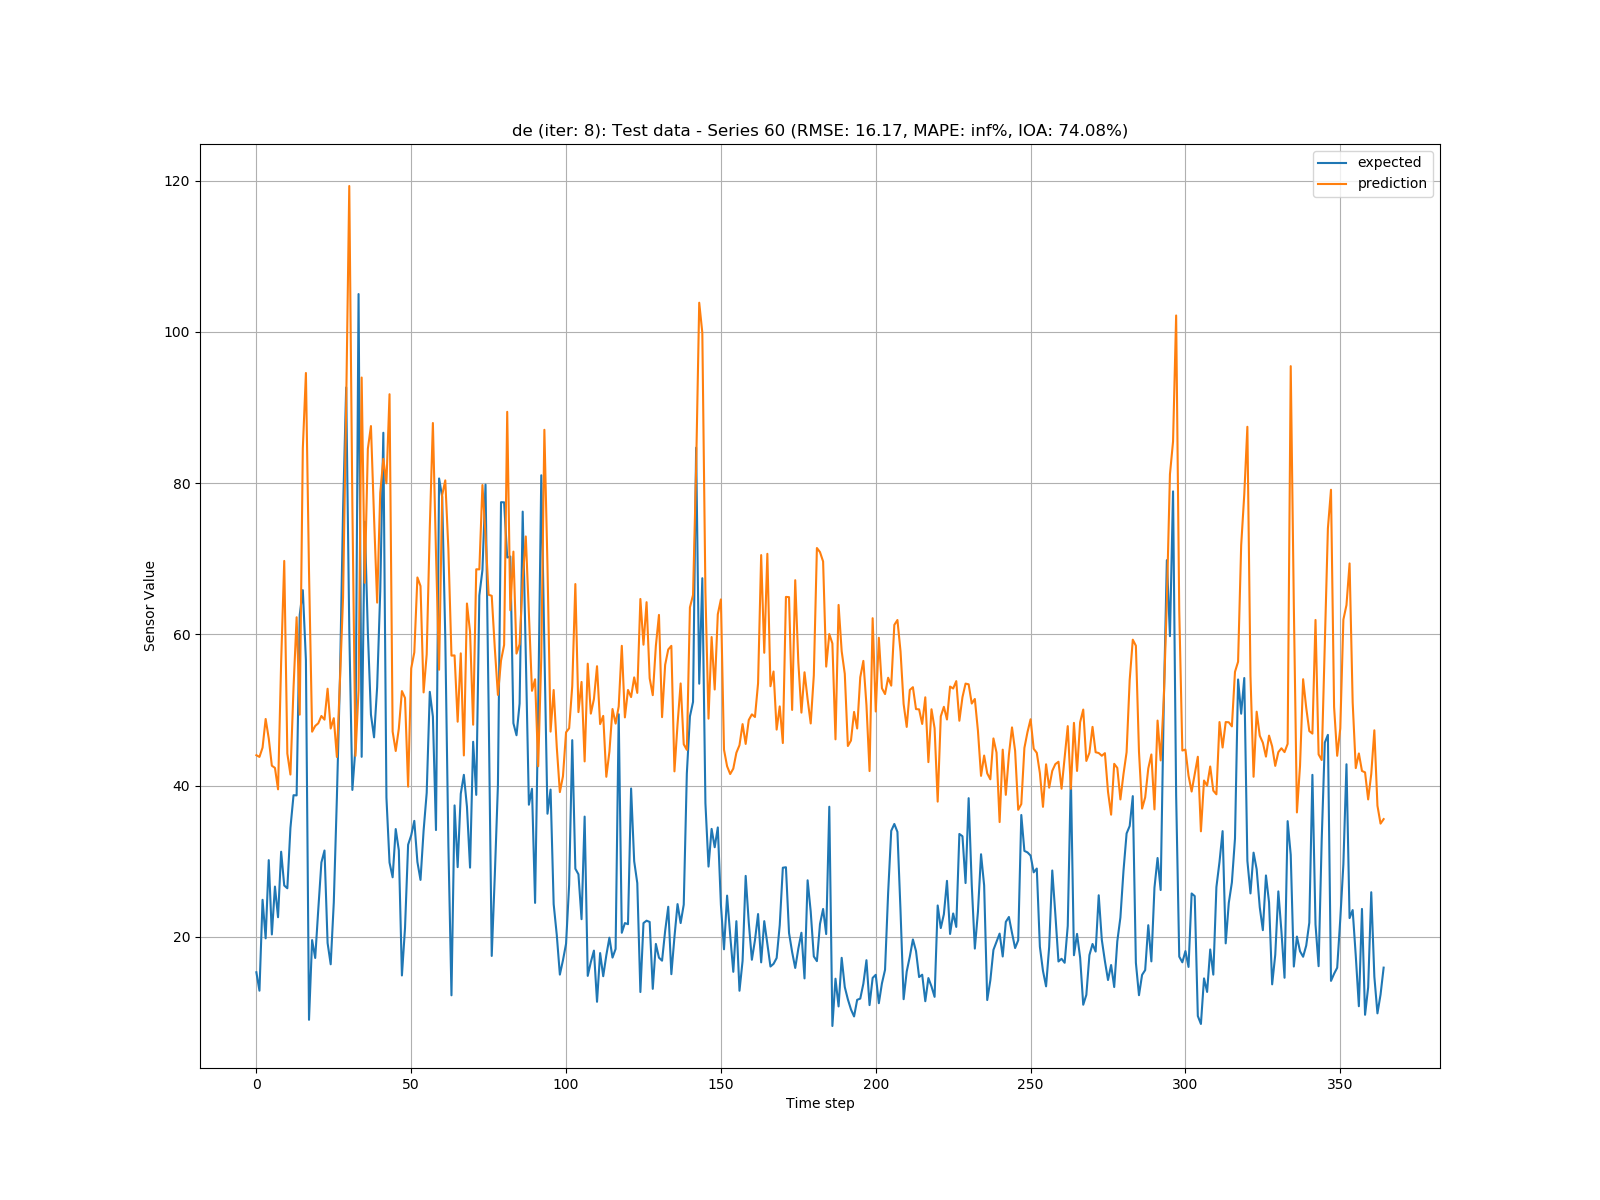 de (iter: 8): Test data - Series 60 (RMSE: 16.17, MAPE: inf%, IOA: 74.08%)
expected
prediction
120
100
80
60
40
20
Sensor Value
0 50 100 150 200 250 300 350
Time step